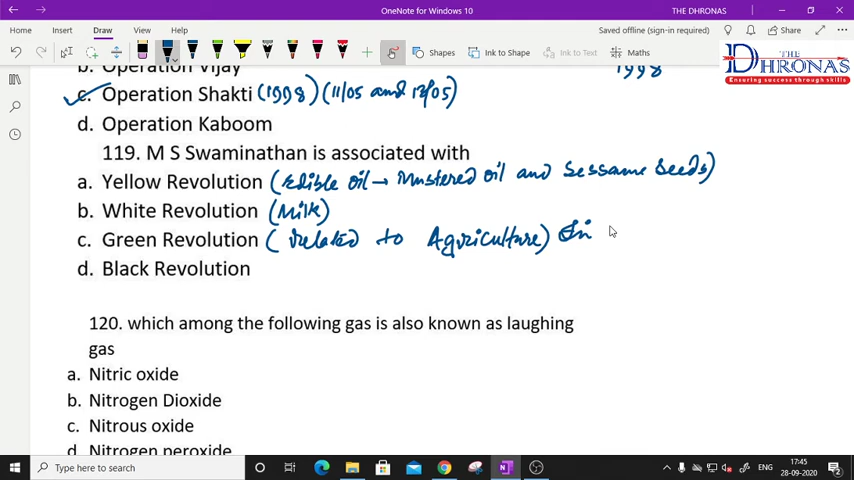 OneNote for Windows 10
THE DHRONAS
Home Insert Draw View Help
Saved offline (sign-in required)
Share
Shapes
Ink to Shape
Ink to Text
Maths
THE
DHRONAS
Ensuring success through skills
b. Operation Vijay
1998
c. Operation Shakti (1998) (11/05 and 13/05)
d. Operation Kaboom
119. M S Swaminathan is associated with
a. Yellow Revolution (Edible oil → Mustered oil and Sessame Seeds)
b. White Revolution (Milk)
c. Green Revolution (related to Agriculture) In
d. Black Revolution
120. which among the following gas is also known as laughing
gas
a. Nitric oxide
b. Nitrogen Dioxide
c. Nitrous oxide
d. Nitrogen peroxide
Type here to search
ENG
17:45
28-09-2020
2